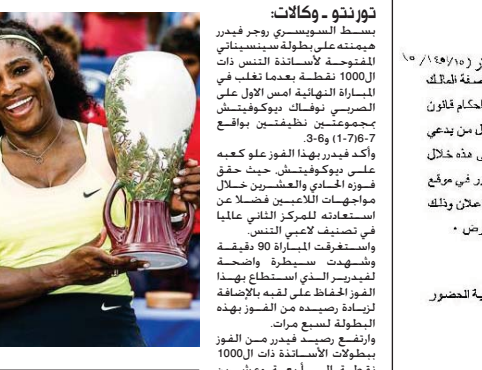 تورنتو ـ وكالات:
بسط السويسري روجر فيدرر
هيمنته على بطولة سينسيناتي
المفتوحة لأساتذة التنس ذات
ال1000 نقطة بعدما تغلب في
المباراة النهائية امس الاول على
الصربي نوفاك ديوكوفيتش
بمجموعتين نظيفتين بواقع
7-6(7-1) و6-3.
وأكد فيدرر بهذا الفوز علو كعبه
على ديوكوفيتش، حيث حقق
فوزه الحادي والعشرين خلال
مواجهات اللاعبين فضلا عن
استعادته للمركز الثاني عالميا
في تصنيف لاعبي التنس.
واستغرقت المباراة 90 دقيقة
وشهدت سيطرة واضحة
لفيدرير الذي استطاع بهذا
الفوز الحفاظ على لقبه بالإضافة
لزيادة رصيده من الفوز بهذه
البطولة لسبع مرات.
وارتفع رصيد فيدرر من الفوز
ببطولات الأساتذة ذات ال1000
صفة المالك
احكام قانون
ل من يدعي
ى هذه خلال
ر في موقع
علان وذلك
رض .
ية الحضور